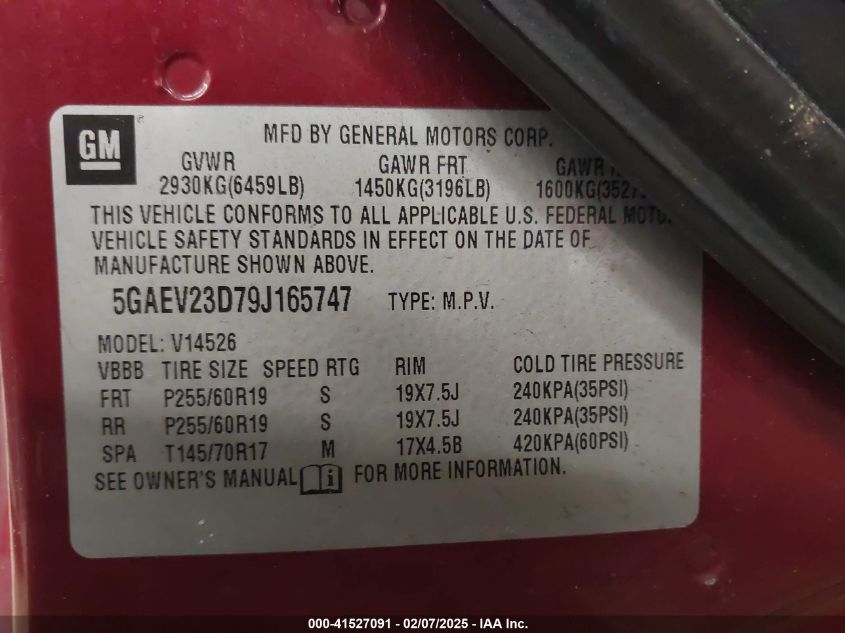 GM
MFD BY GENERAL MOTORS CORP.
GVWR GAWR FRT GAWR
2930KG(6459LB) 1450KG(3196LB) 1600KG(3527
THIS VEHICLE CONFORMS TO ALL APPLICABLE U.S. FEDERAL MOTOR
VEHICLE SAFETY STANDARDS IN EFFECT ON THE DATE OF
MANUFACTURE SHOWN ABOVE.
5GAEV23D79J165747 TYPE: M.P.V.
MODEL: V14526
VBBB TIRE SIZE SPEED RTG RIM COLD TIRE PRESSURE
FRT P255/60R19 S 19X7.5J 240KPA(35PSI)
RR P255/60R19 S 19X7.5J 240KPA(35PSI)
SPA T145/70R17 M 17X4.5B 420KPA(60PSI)
SEE OWNER'S MANUAL i FOR MORE INFORMATION.
000-41527091 - 02/07/2025 - IAA Inc.